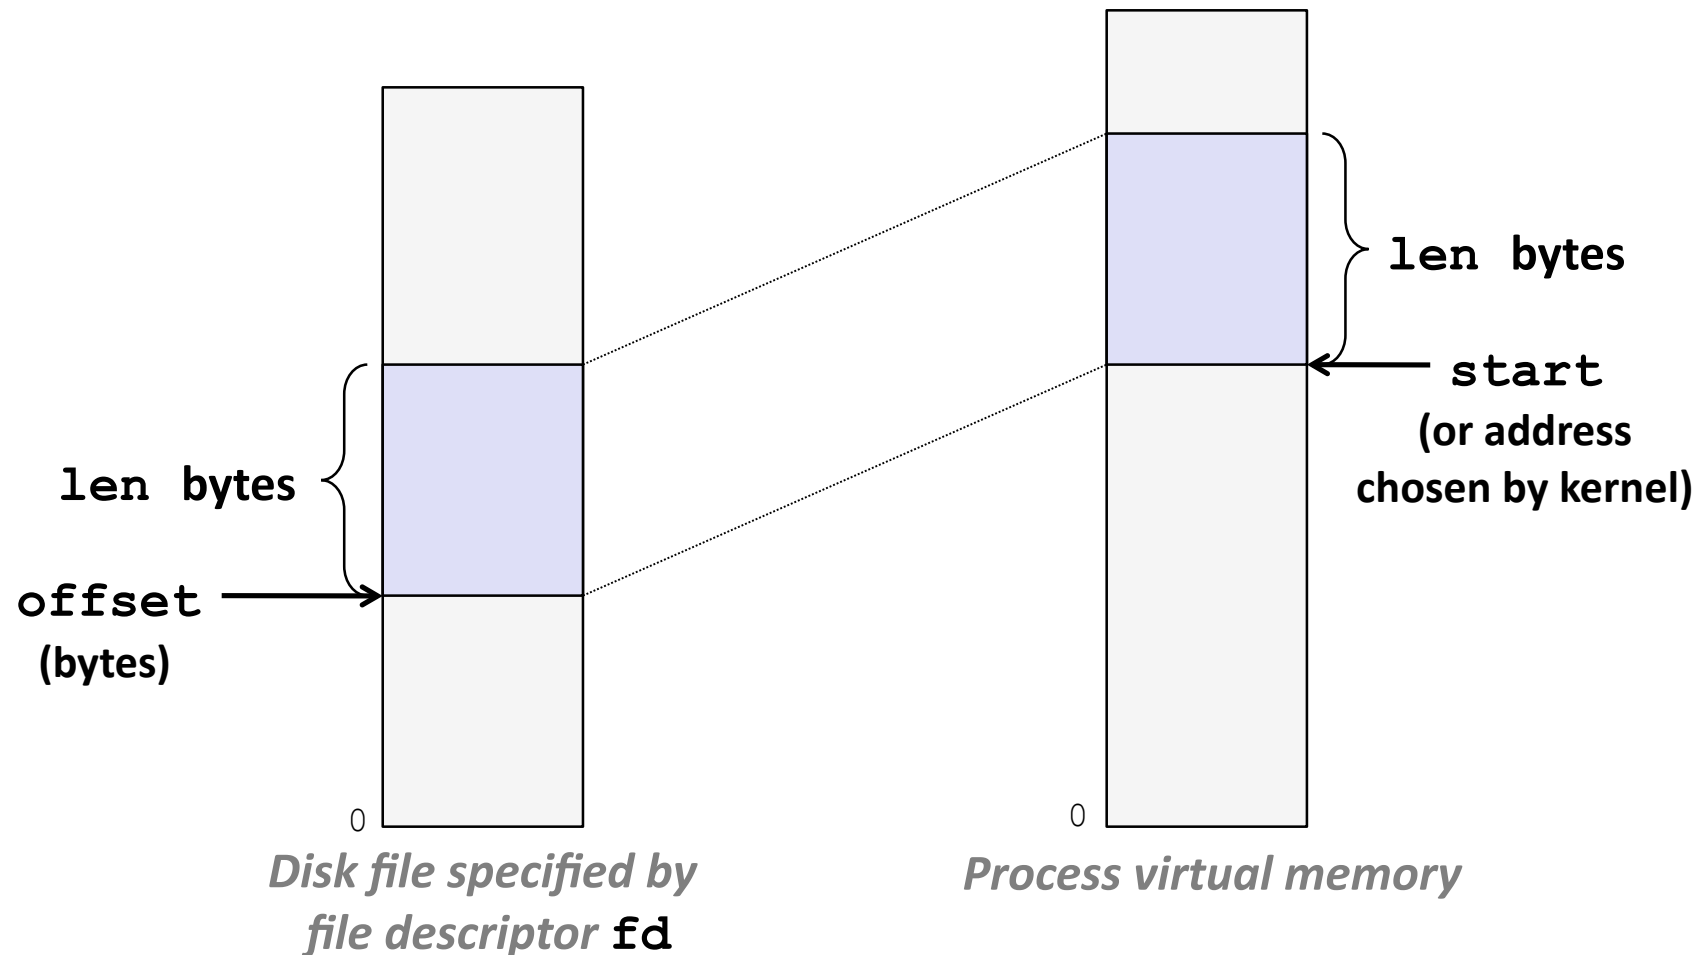 len bytes
start
(or address
chosen by kernel)
len bytes
offset
(bytes)
0
0
Disk file specified by
file descriptor fd
Process virtual memory